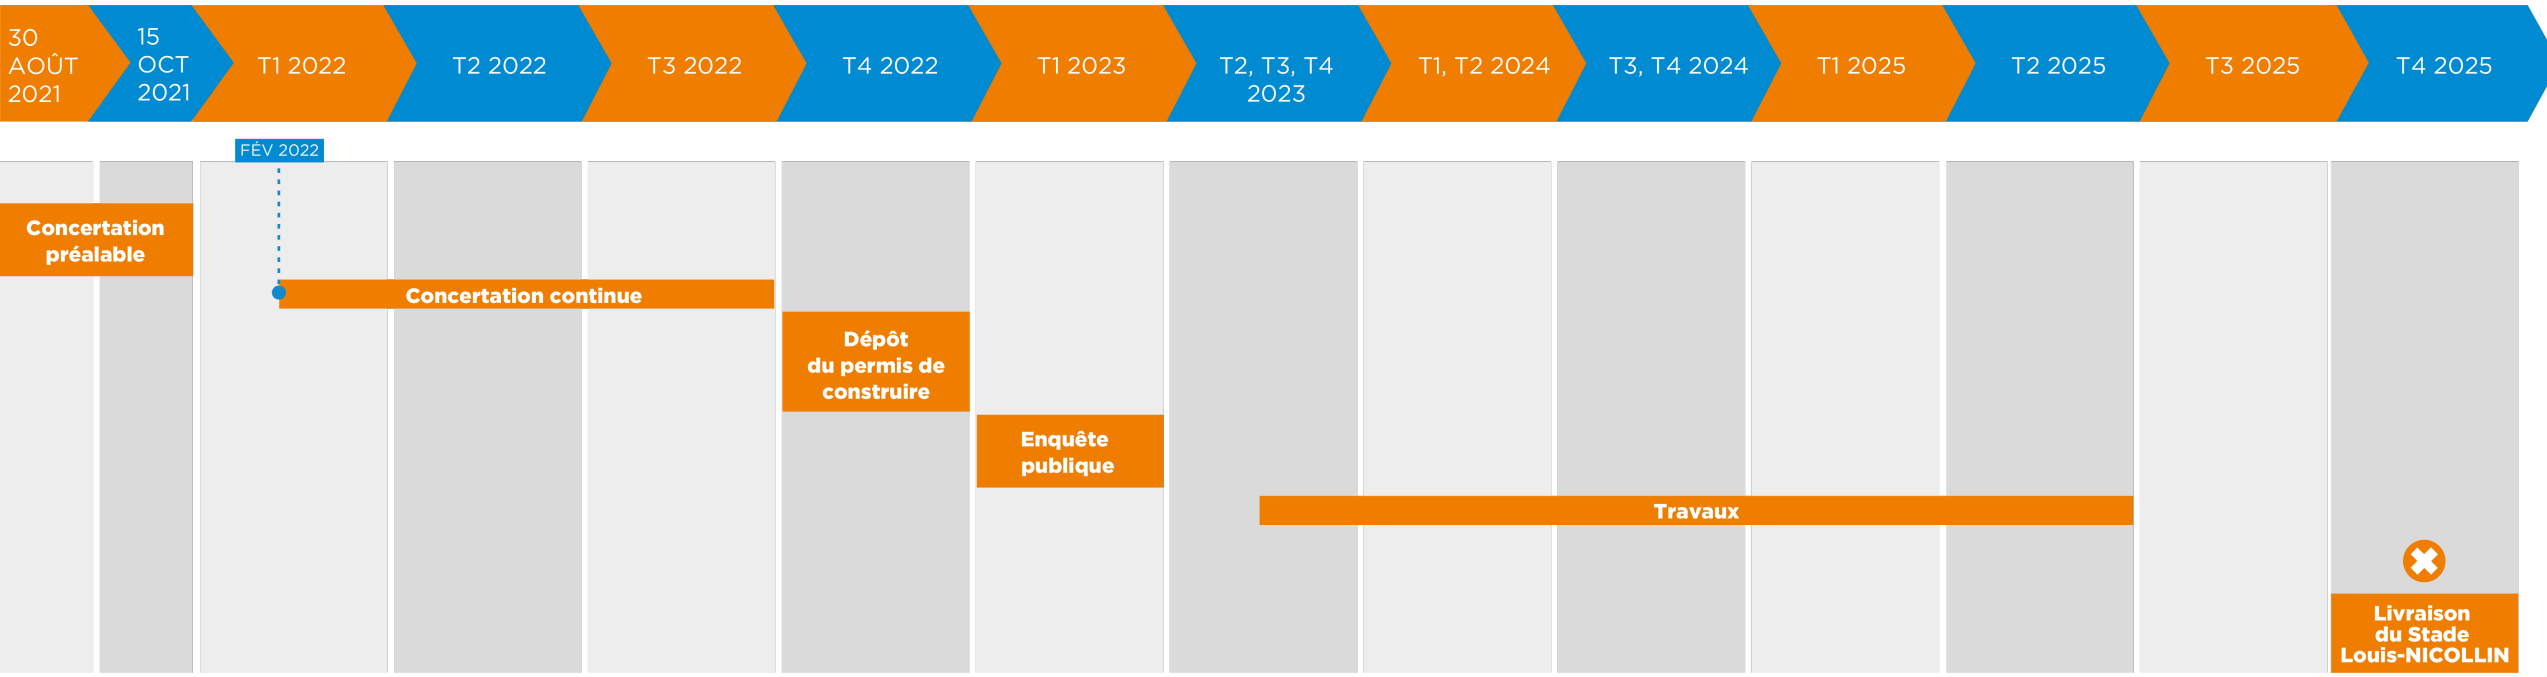 30
AOÛT
2021
15
OCT
2021
T1 2022
T2 2022
T3 2022
T4 2022
T1 2023
T2, T3, T4
2023
T1, T2 2024
T3, T4 2024
T1 2025
T2 2025
T3 2025
T4 2025
FÉV 2022
Concertation
préalable
Concertation continue
Dépôt
du permis de
construire
Enquête
publique
Travaux
Livraison
du Stade
Louis-NICOLLIN